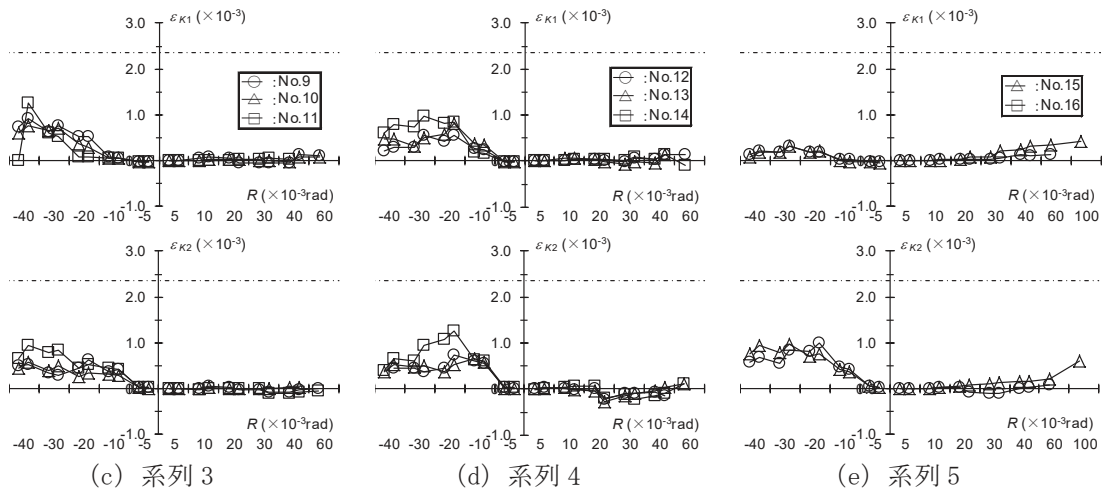 εK1 (×10-3) εK1 (×10-3) εK1 (×10-3)
3.0 3.0 3.0
2.0 2.0 2.0
○ :No.9 ○ :No.12
△ :No.10 △ :No.13 △ :No.15
□ :No.11 □ :No.14 □ :No.16
1.0 1.0 1.0
R (×10-3rad) R (×10-3rad) R (×10-3rad)
-1.0 -1.0 -1.0
-40 -30 -20 -10 -5 5 10 20 30 40 60 -40 -30 -20 -10 -5 5 10 20 30 40 60 -40 -30 -20 -10 -5 5 10 20 30 40 60 100
εK2 (×10-3) εK2 (×10-3) εK2 (×10-3)
3.0 3.0 3.0
2.0 2.0 2.0
1.0 1.0 1.0
R (×10-3rad) R (×10-3rad) R (×10-3rad)
-1.0 -1.0 -1.0
-40 -30 -20 -10 -5 5 10 20 30 40 60 -40 -30 -20 -10 -5 5 10 20 30 40 60 -40 -30 -20 -10 -5 5 10 20 30 40 60 100
(c) 系列 3 (d) 系列 4 (e) 系列 5